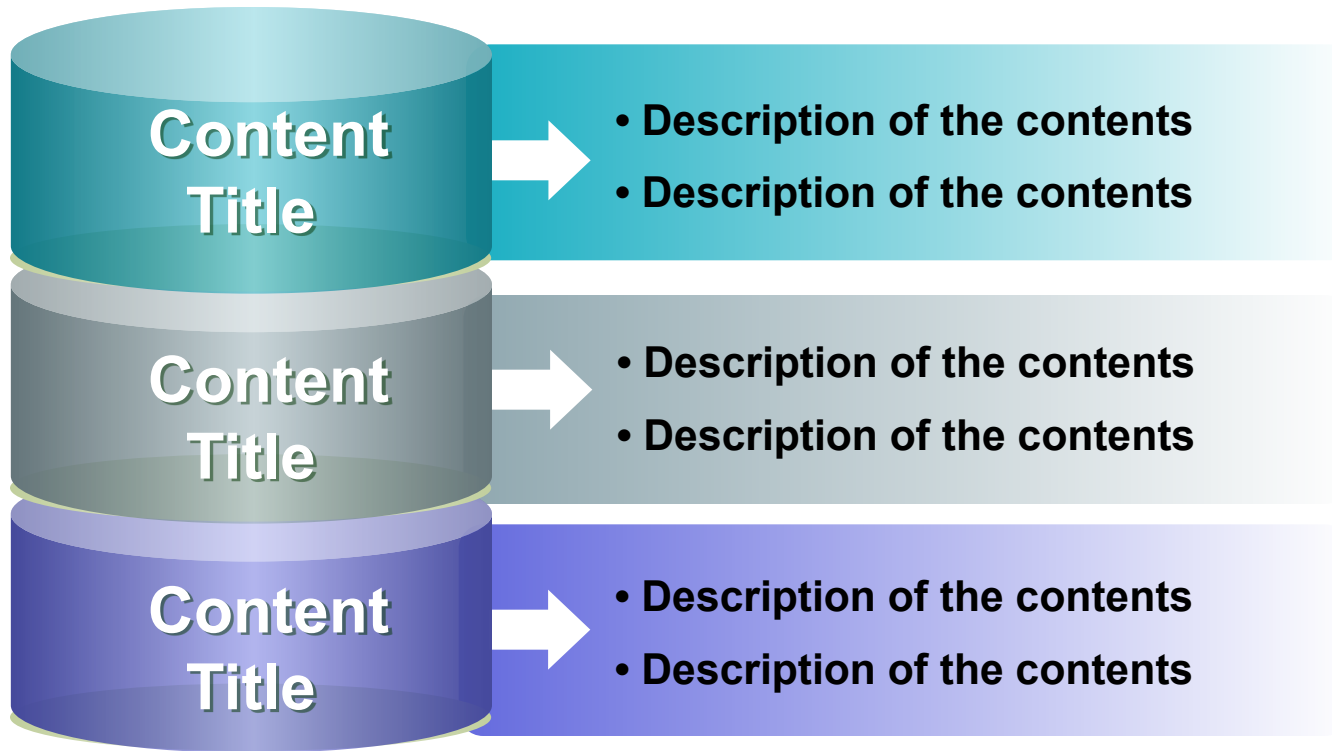 Content
Title
• Description of the contents
• Description of the contents
Content
Title
• Description of the contents
• Description of the contents
Content
Title
• Description of the contents
• Description of the contents